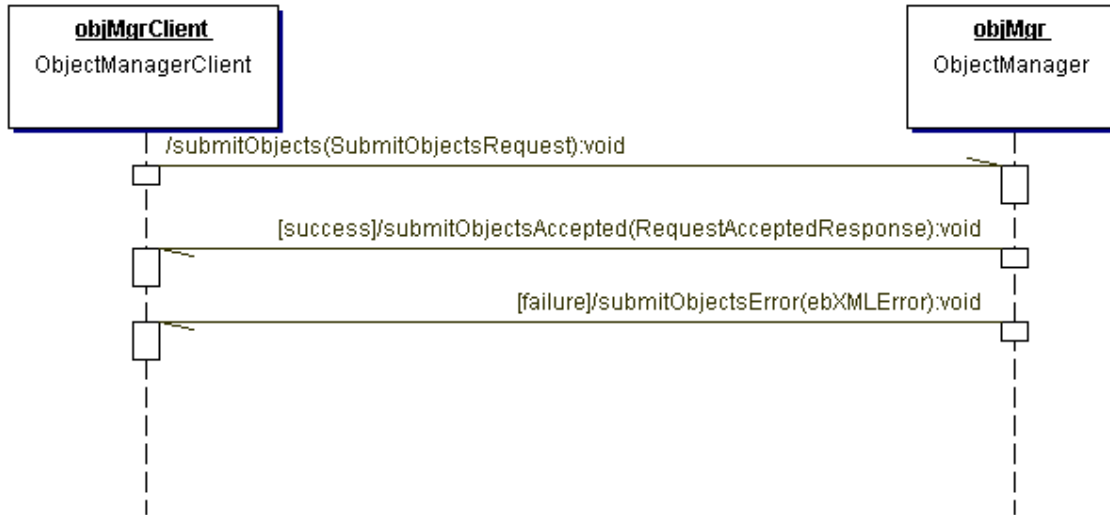 objMgrClient
ObjectManagerClient
objMgr
ObjectManager
/submitObjects(SubmitObjectsRequest):void
[success]/submitObjectsAccepted(RequestAcceptedResponse):void
[failure]/submitObjectsError(ebXMLError):void